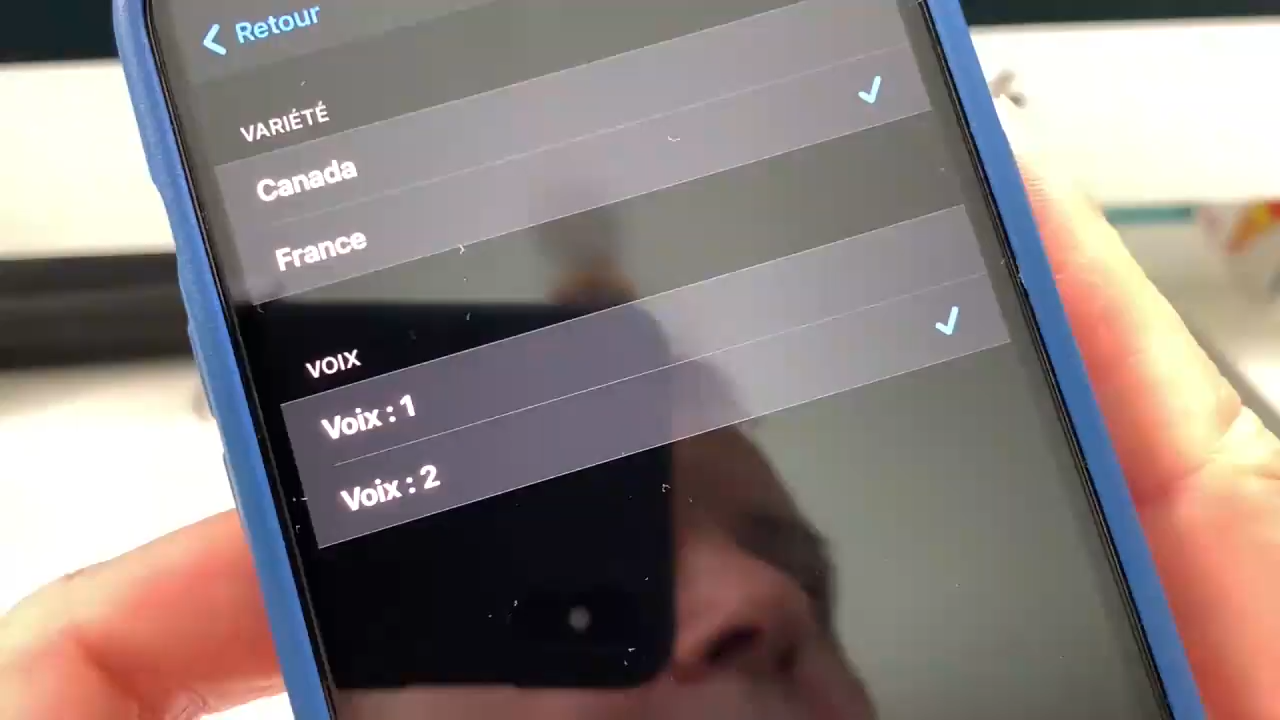 Retour
VARIÉTÉ
Canada
France
VOIX
Voix : 1
Voix : 2